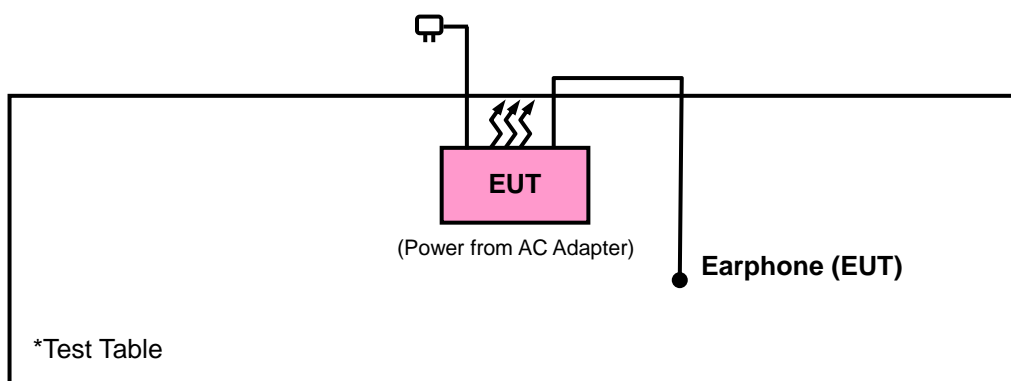 EUT
(Power from AC Adapter)
Earphone (EUT)
*Test Table